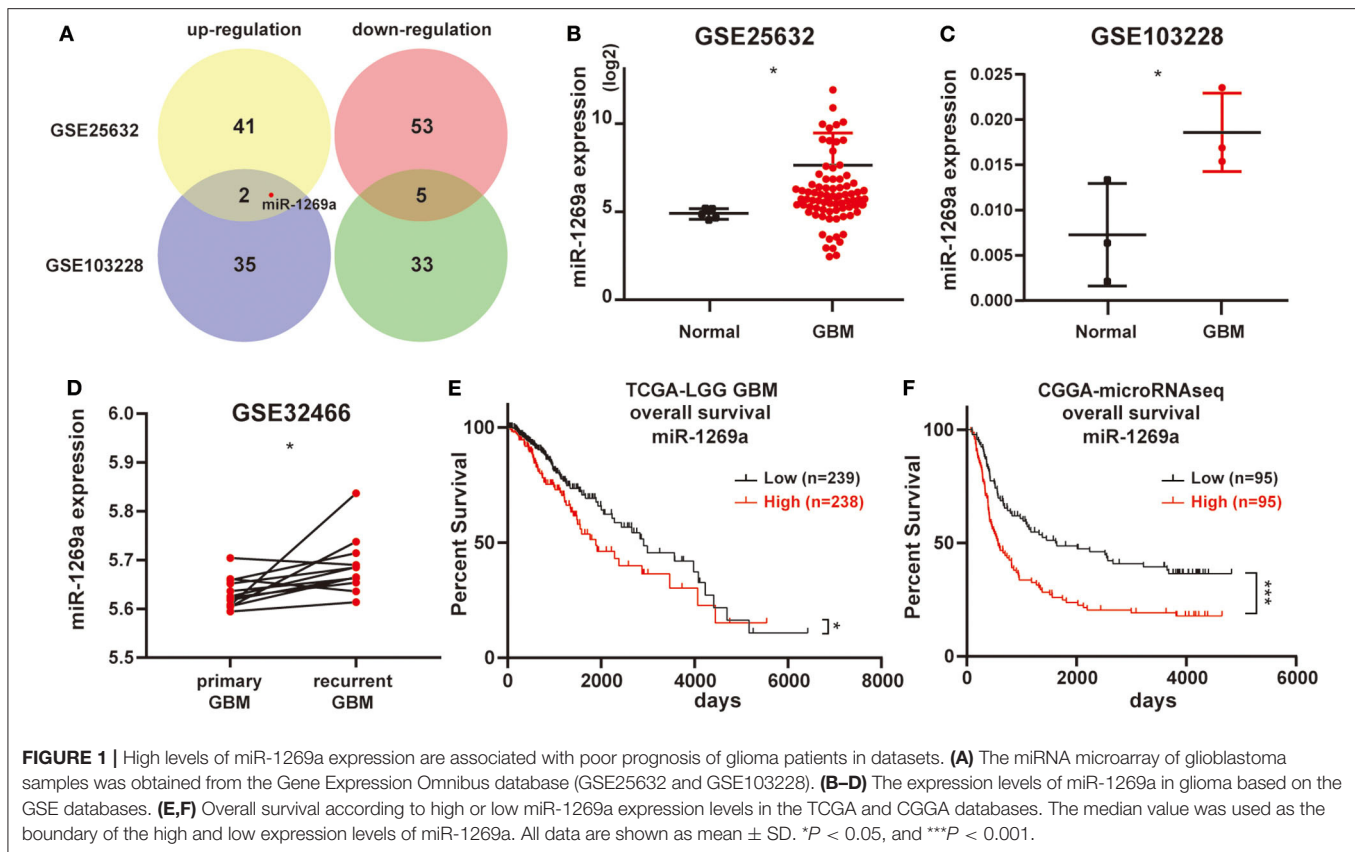 A
up-regulation
down-regulation
GSE25632
41
53
2
miR-1269a
5
GSE103228
35
33
B
GSE25632
miR-1269a expression
(log2)
10
5
0
*
Normal
GBM
C
GSE103228
miR-1269a expression
0.025
0.020
0.015
0.010
0.005
0.000
*
Normal
GBM
D
GSE32466
miR-1269a expression
6.0
5.9
5.8
5.7
5.6
5.5
*
primary
GBM
recurrent
GBM
E
TCGA-LGG GBM
overall survival
miR-1269a
Low (n=239)
High (n=238)
Percent Survival
100
50
0
*
0
2000
4000
6000
8000
days
F
CGGA-microRNAseq
overall survival
miR-1269a
Low (n=95)
High (n=95)
Percent Survival
100
50
0
***
0
2000
4000
6000
days
FIGURE 1 | High levels of miR-1269a expression are associated with poor prognosis of glioma patients in datasets. (A) The miRNA microarray of glioblastoma
samples was obtained from the Gene Expression Omnibus database (GSE25632 and GSE103228). (B–D) The expression levels of miR-1269a in glioma based on the
GSE databases. (E,F) Overall survival according to high or low miR-1269a expression levels in the TCGA and CGGA databases. The median value was used as the
boundary of the high and low expression levels of miR-1269a. All data are shown as mean ± SD. *P < 0.05, and ***P < 0.001.